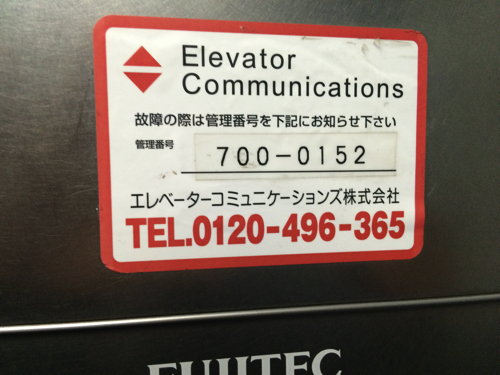 Elevator
Communications
故障の際は管理番号を下記にお知らせ下さい
管理番号
700-0152
エレベーターコミュニケーションズ株式会社
TEL.0120-496-365
FUJITEC